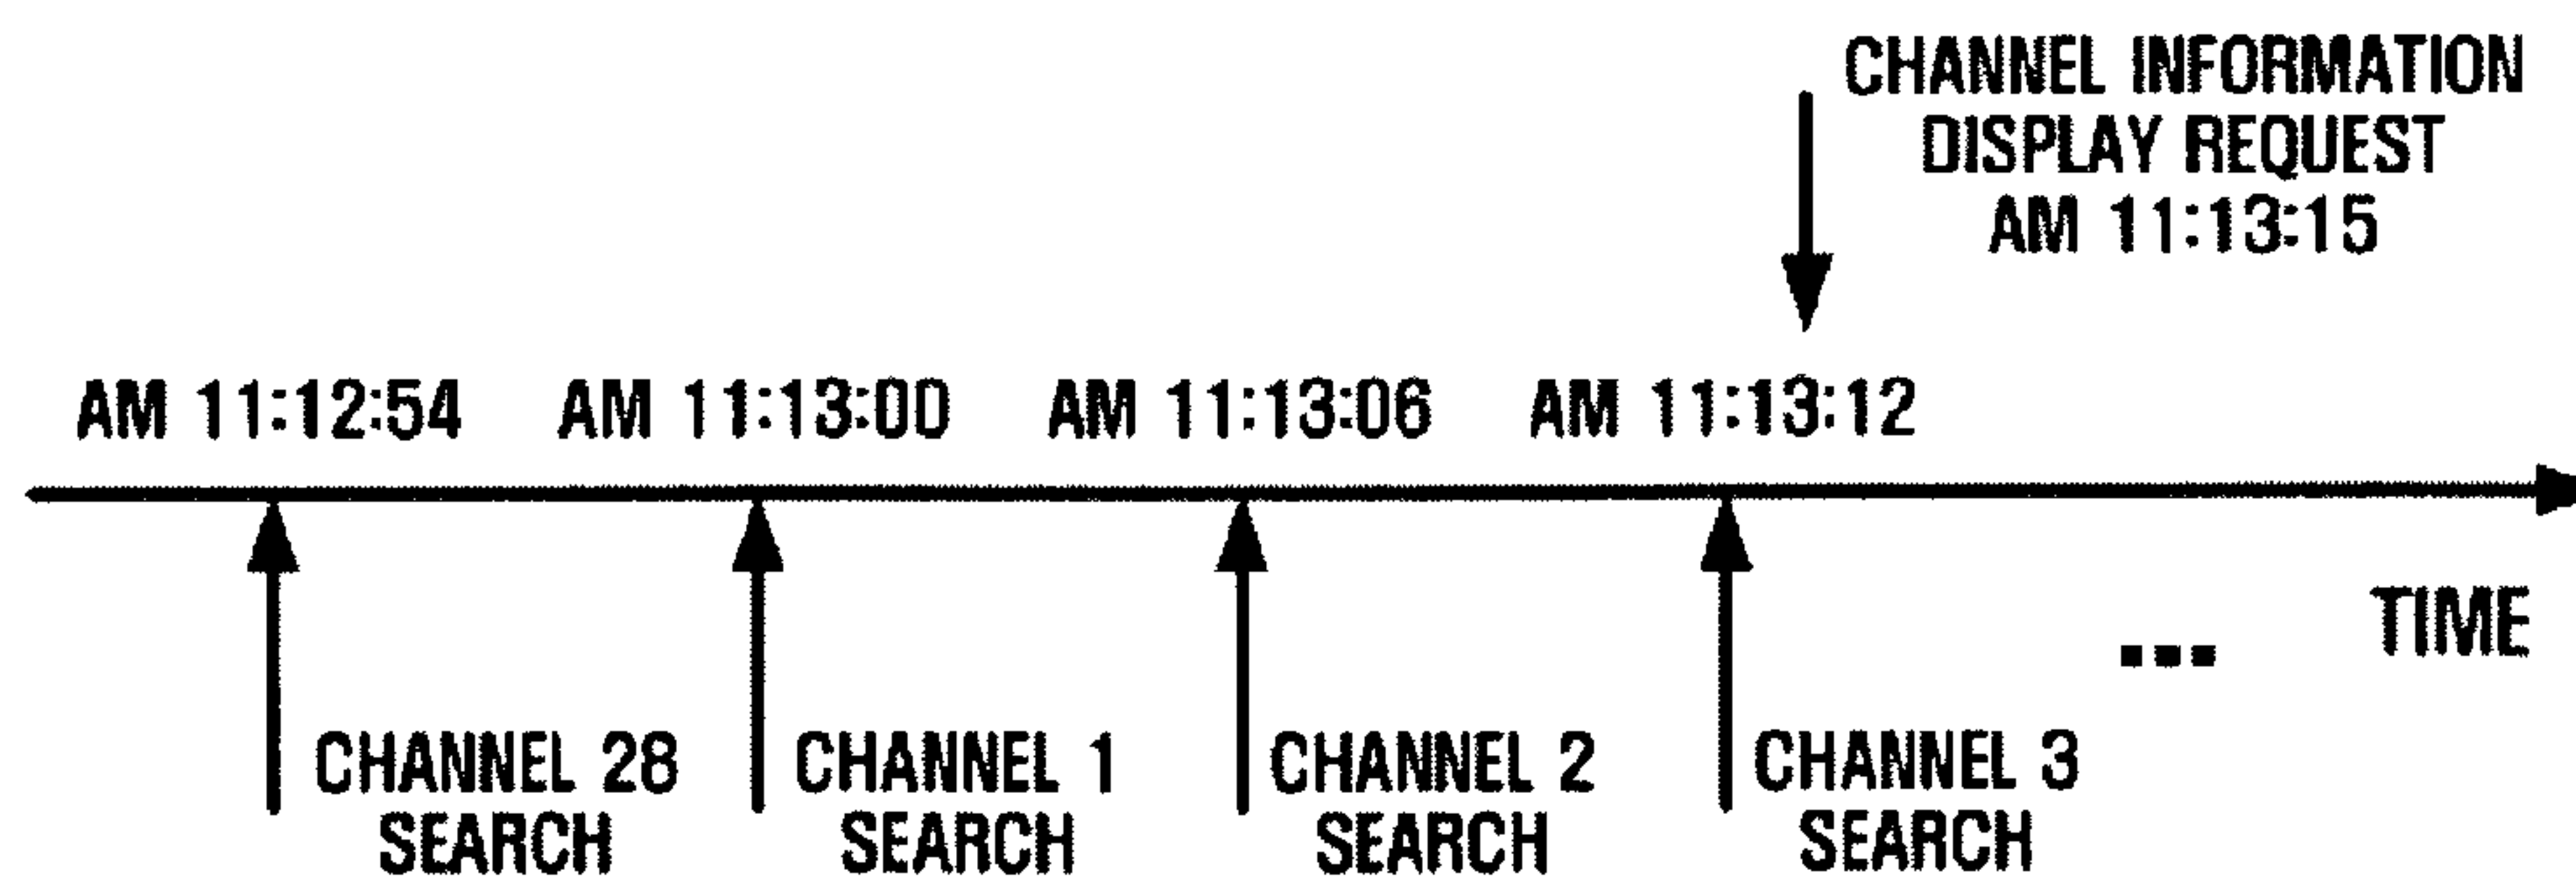 CHANNEL INFORMATION
DISPLAY REQUEST
AM 11:13:15
AM 11:12:54
AM 11:13:00
AM 11:13:06
AM 11:13:12
TIME
...
CHANNEL 28
SEARCH
CHANNEL 1
SEARCH
CHANNEL 2
SEARCH
CHANNEL 3
SEARCH